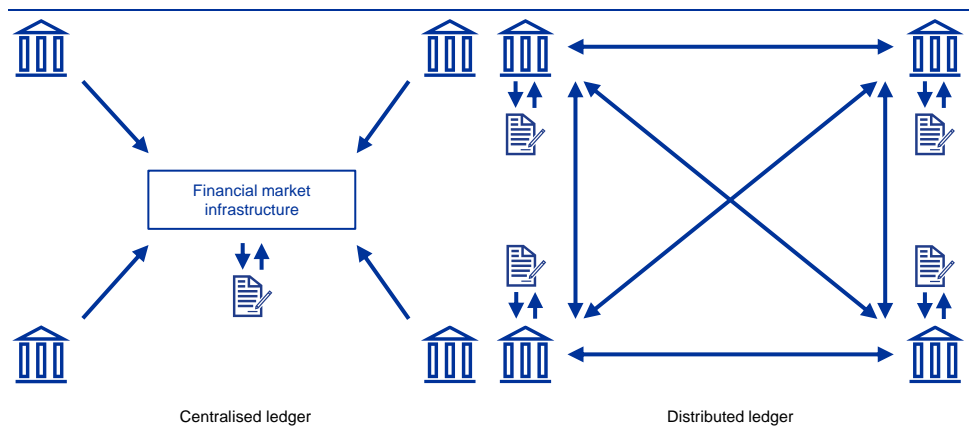 Financial market
infrastructure
Centralised ledger
Distributed ledger